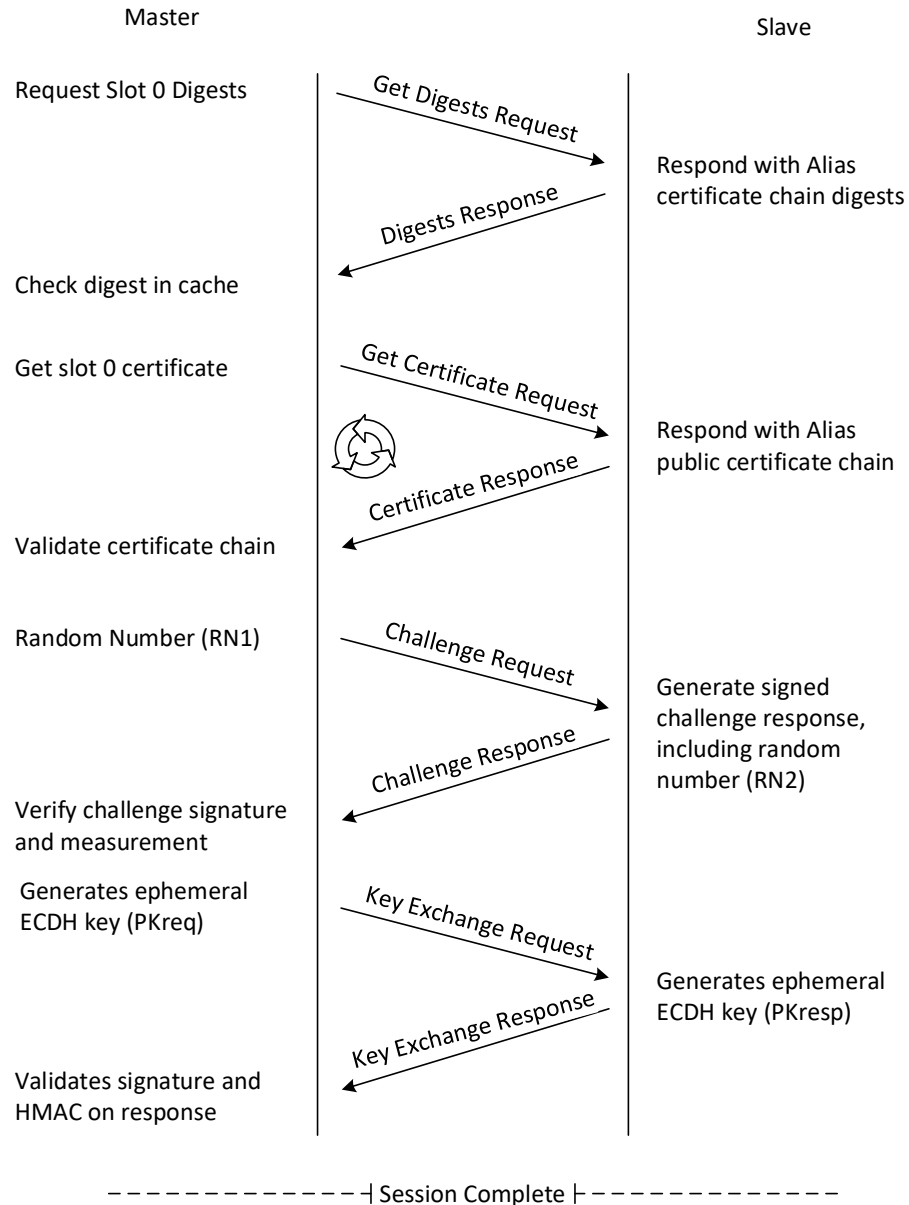 Master
Slave
Request Slot 0 Digests
Get Digests Request
Respond with Alias
certificate chain digests
Digests Response
Check digest in cache
Get slot 0 certificate
Get Certificate Request
Respond with Alias
public certificate chain
Certificate Response
Validate certificate chain
Random Number (RN1)
Challenge Request
Generate signed
challenge response,
including random
number (RN2)
Challenge Response
Verify challenge signature
and measurement
Generates ephemeral
ECDH key (PKreq)
Key Exchange Request
Generates ephemeral
ECDH key (PKresp)
Key Exchange Response
Validates signature and
HMAC on response
Session Complete